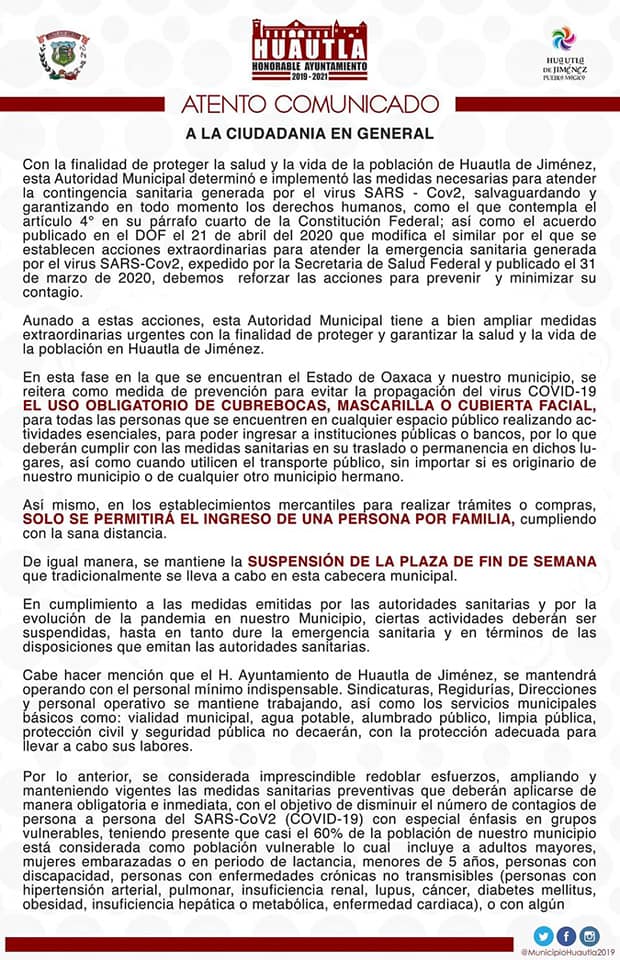 HUAUTLA
HONORABLE AYUNTAMIENTO
2019 - 2021
HUAUTLA
DE JIMÉNEZ
PUEBLO MÁGICO
ATENTO COMUNICADO
A LA CIUDADANIA EN GENERAL
Con la finalidad de proteger la salud y la vida de la población de Huautla de Jiménez,
esta Autoridad Municipal determinó e implementó las medidas necesarias para atender
la contingencia sanitaria generada por el virus SARS - Cov2, salvaguardando y
garantizando en todo momento los derechos humanos, como el que contempla el
artículo 4° en su párrafo cuarto de la Constitución Federal; así como el acuerdo
publicado en el DOF el 21 de abril del 2020 que modifica el similar por el que se
establecen acciones extraordinarias para atender la emergencia sanitaria generada
por el virus SARS-Cov2, expedido por la Secretaria de Salud Federal y publicado el 31
de marzo de 2020, debemos reforzar las acciones para prevenir y minimizar su
contagio.
Aunado a estas acciones, esta Autoridad Municipal tiene a bien ampliar medidas
extraordinarias urgentes con la finalidad de proteger y garantizar la salud y la vida de
la población en Huautla de Jiménez.
En esta fase en la que se encuentran el Estado de Oaxaca y nuestro municipio, se
reitera como medida de prevención para evitar la propagación del virus COVID-19
EL USO OBLIGATORIO DE CUBREBOCAS, MASCARILLA O CUBIERTA FACIAL,
para todas las personas que se encuentren en cualquier espacio público realizando ac-
tividades esenciales, para poder ingresar a instituciones públicas o bancos, por lo que
deberán cumplir con las medidas sanitarias en su traslado o permanencia en dichos lu-
gares, así como cuando utilicen el transporte público, sin importar si es originario de
nuestro municipio o de cualquier otro municipio hermano.
Así mismo, en los establecimientos mercantiles para realizar trámites o compras,
SOLO SE PERMITIRÁ EL INGRESO DE UNA PERSONA POR FAMILIA, cumpliendo
con la sana distancia.
De igual manera, se mantiene la SUSPENSIÓN DE LA PLAZA DE FIN DE SEMANA
que tradicionalmente se lleva a cabo en esta cabecera municipal.
En cumplimiento a las medidas emitidas por las autoridades sanitarias y por la
evolución de la pandemia en nuestro Municipio, ciertas actividades deberán ser
suspendidas, hasta en tanto dure la emergencia sanitaria y en términos de las
disposiciones que emitan las autoridades sanitarias.
Cabe hacer mención que el H. Ayuntamiento de Huautla de Jiménez, se mantendrá
operando con el personal mínimo indispensable. Sindicaturas, Regidurías, Direcciones
y personal operativo se mantiene trabajando, así como los servicios municipales
básicos como: vialidad municipal, agua potable, alumbrado público, limpia pública,
protección civil y seguridad pública no decaerán, con la protección adecuada para
llevar a cabo sus labores.
Por lo anterior, se considerada imprescindible redoblar esfuerzos, ampliando y
manteniendo vigentes las medidas sanitarias preventivas que deberán aplicarse de
manera obligatoria e inmediata, con el objetivo de disminuir el número de contagios de
persona a persona del SARS-CoV2 (COVID-19) con especial énfasis en grupos
vulnerables, teniendo presente que casi el 60% de la población de nuestro municipio
está considerada como población vulnerable lo cual incluye a adultos mayores,
mujeres embarazadas o en periodo de lactancia, menores de 5 años, personas con
discapacidad, personas con enfermedades crónicas no transmisibles (personas con
hipertensión arterial, pulmonar, insuficiencia renal, lupus, cáncer, diabetes mellitus,
obesidad, insuficiencia hepática o metabólica, enfermedad cardiaca), o con algún
@MunicipioHuautla2019